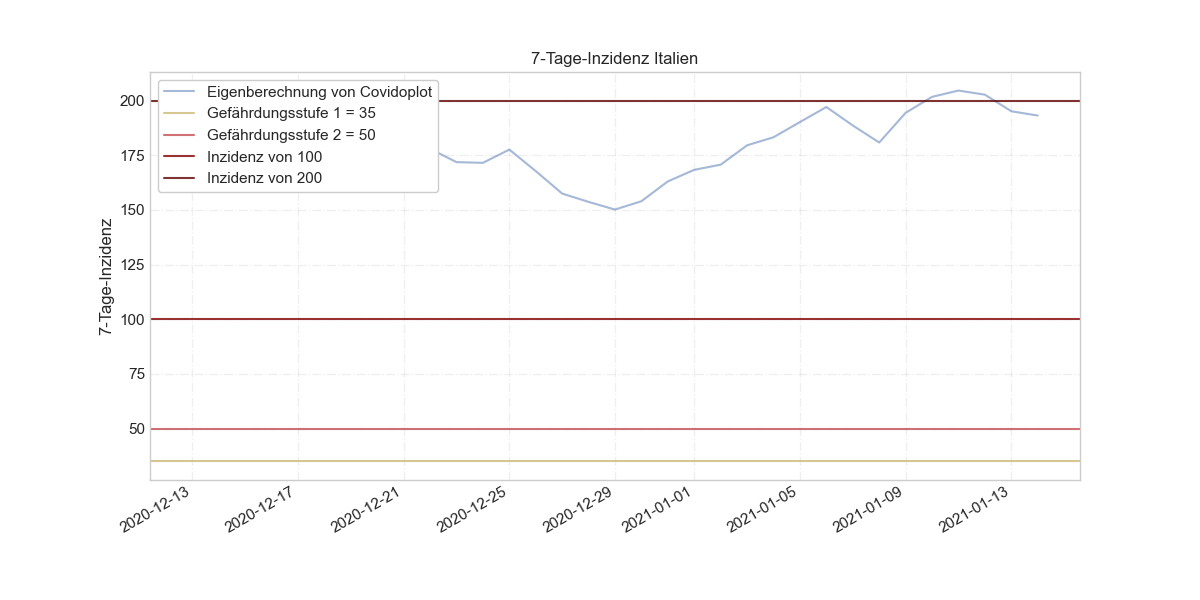 7-Tage-Inzidenz Italien
Eigenberechnung von Covidoplot
Gefährdungsstufe 1 = 35
Gefährdungsstufe 2 = 50
Inzidenz von 100
Inzidenz von 200
7-Tage-Inzidenz
200
175
150
125
100
75
50
2020-12-13
2020-12-17
2020-12-21
2020-12-25
2020-12-29
2021-01-01
2021-01-05
2021-01-09
2021-01-13